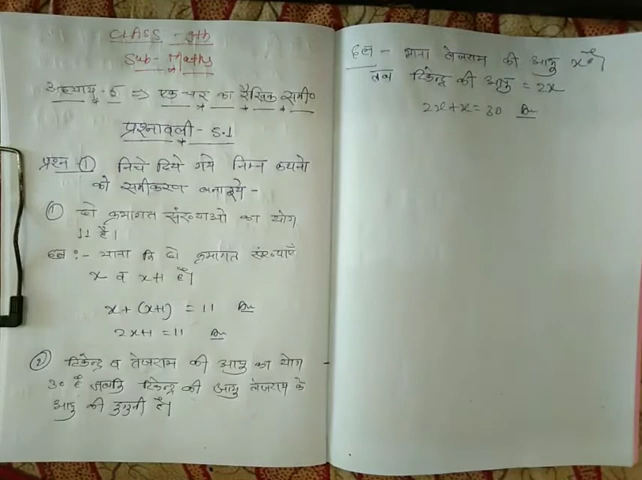 CLASS - 8th
Sub - Maths
अध्याय - 5 ⇒ एक चर का रैखिक समी०
प्रश्नावली - 5.1
प्रश्न - ① निचे दिये गये निम्न कथनो
को समीकरण बनाइये -
① दो क्रमागत संख्याओ का योग
11 है।
हल :- माना कि दो क्रमागत संख्याएँ
x व x+1 है।
x + (x+1) = 11
2x+1 = 11
② टिकेन्द्र व तेजराम की आयु का योग
30 है जबकि टिकेन्द्र की आयु तेजराम के
आयु की दुगुनी है।
हल - माना तेजराम की आयु x है।
तब टिकेन्द्र की आयु = 2x
2x+x = 30